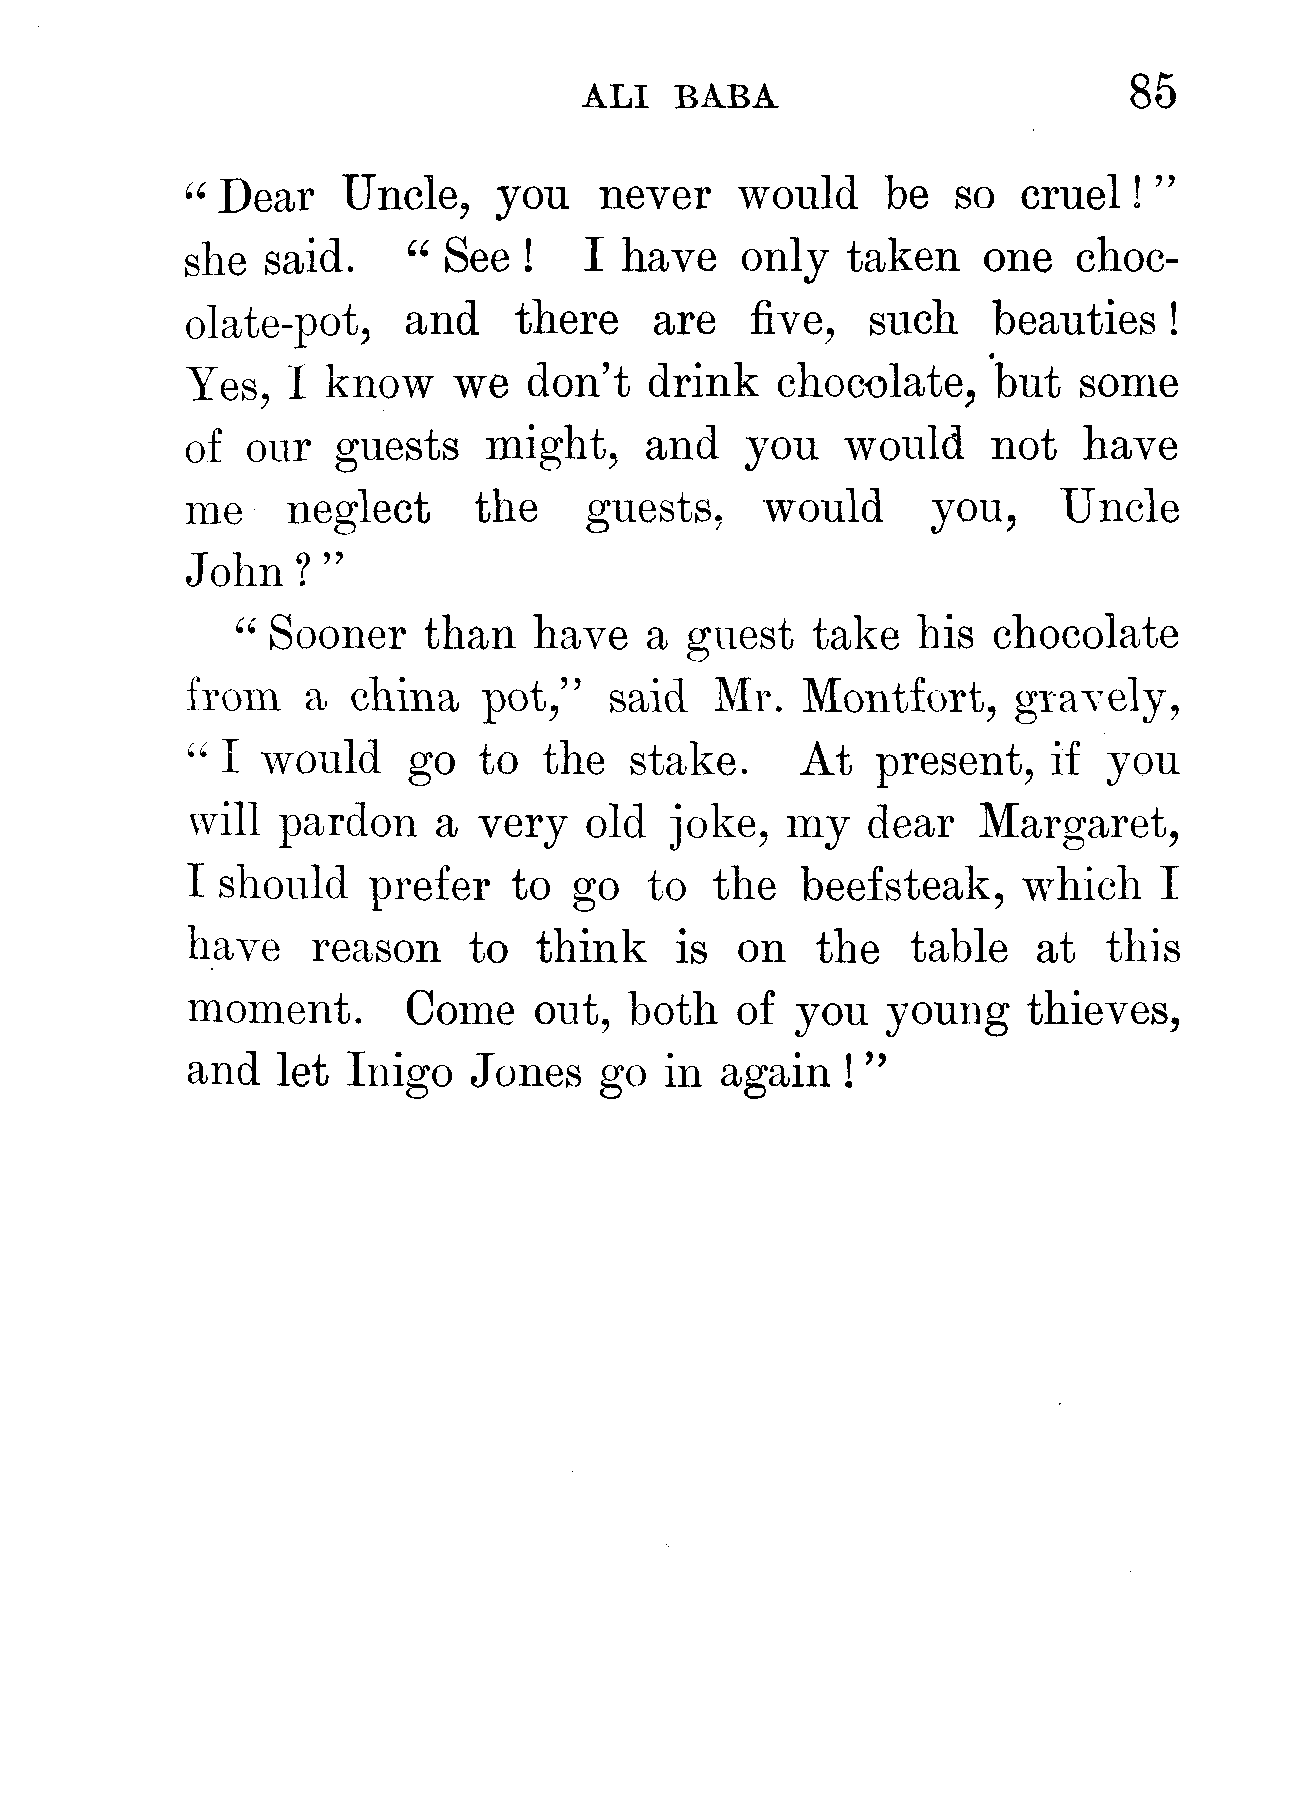 ALI BABA 85
“ Dear Uncle, you never would be so cruel ! ”
she said. “ See ! I have only taken one choc-
olate-pot, and there are five, such beauties !
Yes, I know we don’t drink chocolate, but some
of our guests might, and you would not have
me neglect the guests, would you, Uncle
John ? ”
“ Sooner than have a guest take his chocolate
from a china pot,” said Mr. Montfort, gravely,
“ I would go to the stake. At present, if you
will pardon a very old joke, my dear Margaret,
I should prefer to go to the beefsteak, which I
have reason to think is on the table at this
moment. Come out, both of you young thieves,
and let Inigo Jones go in again ! ”